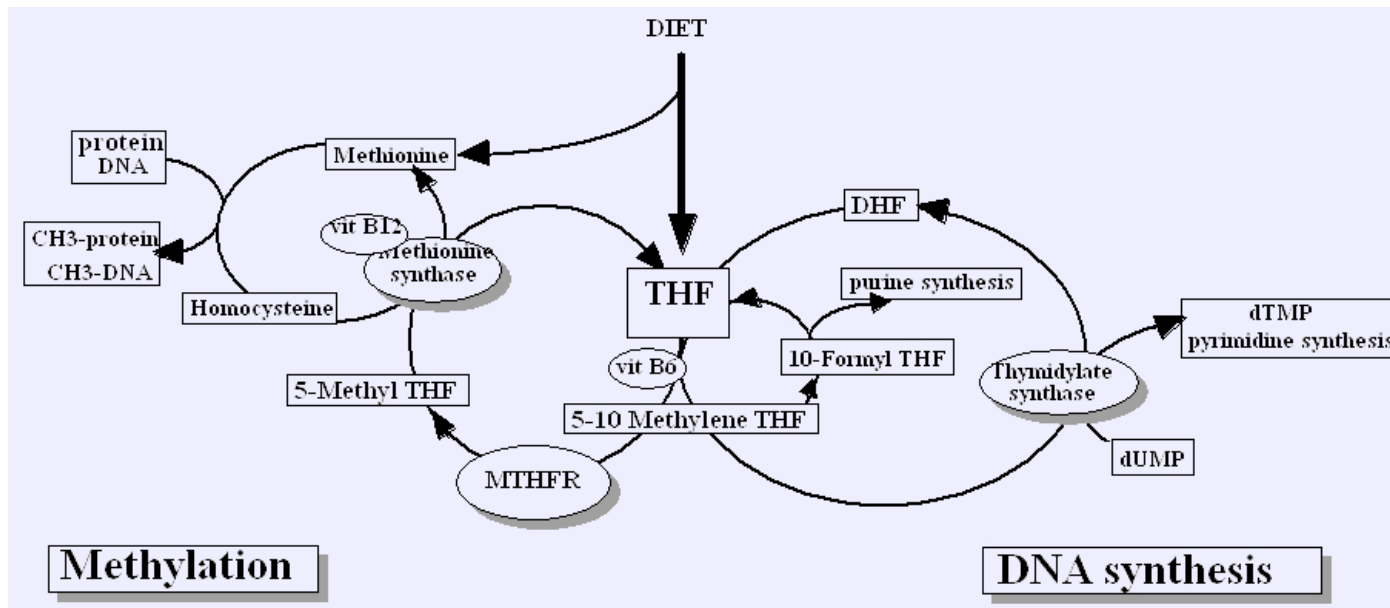 DIET
protein
DNA
Methionine
CH3-protein
CH3-DNA
vit B12
Methionine
synthase
Homocysteine
5-Methyl THF
MTHFR
THF
vit B6
5-10 Methylene THF
10-Formyl THF
purine synthesis
DHF
Thymidylate
synthase
dTMP
pyrimidine synthesis
dUMP
Methylation
DNA synthesis